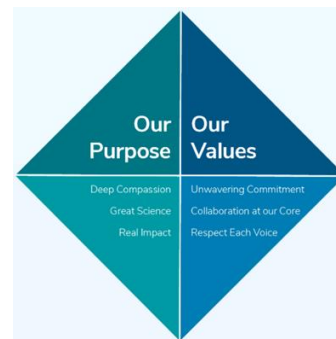 Our
Purpose
Deep Compassion
Great Science
Real Impact
Our
Values
Unwavering Commitment
Collaboration at our Core
Respect Each Voice